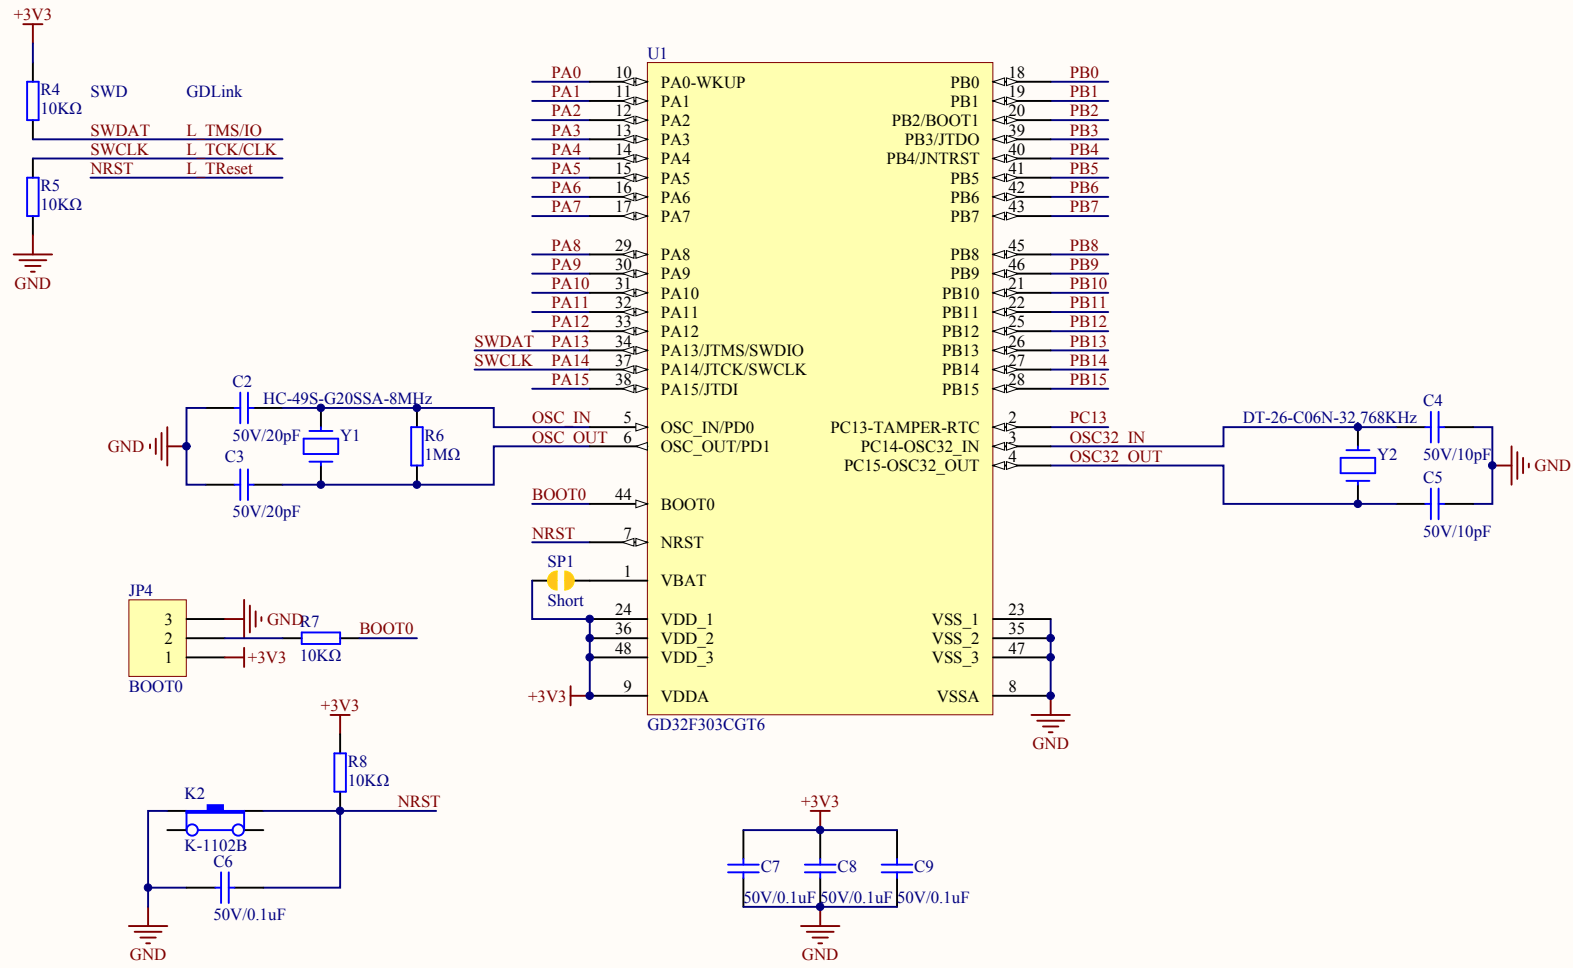 +3V3
R4
10KΩ
SWD GDLink
SWDAT L_TMS/IO
SWCLK L_TCK/CLK
NRST L_TReset
R5
10KΩ
GND
U1
PA0 10 PA0-WKUP PB0 18 PB0
PA1 11 PA1 PB1 19 PB1
PA2 12 PA2 PB2/BOOT1 20 PB2
PA3 13 PA3 PB3/JTDO 39 PB3
PA4 14 PA4 PB4/JNTRST 40 PB4
PA5 15 PA5 PB5 41 PB5
PA6 16 PA6 PB6 42 PB6
PA7 17 PA7 PB7 43 PB7
PA8 29 PA8 PB8 45 PB8
PA9 30 PA9 PB9 46 PB9
PA10 31 PA10 PB10 21 PB10
PA11 32 PA11 PB11 22 PB11
PA12 33 PA12 PB12 25 PB12
SWDAT PA13 34 PA13/JTMS/SWDIO PB13 26 PB13
SWCLK PA14 37 PA14/JTCK/SWCLK PB14 27 PB14
PA15 38 PA15/JTDI PB15 28 PB15
OSC_IN 5 OSC_IN/PD0 PC13-TAMPER-RTC 2 PC13
OSC_OUT 6 OSC_OUT/PD1 PC14-OSC32_IN 3 OSC32_IN
PC15-OSC32_OUT 4 OSC32_OUT
BOOT0 44 BOOT0
NRST 7 NRST
SP1
Short
1 VBAT
24 VDD_1 VSS_1 23
36 VDD_2 VSS_2 35
48 VDD_3 VSS_3 47
+3V3 9 VDDA VSSA 8
GD32F303CGT6
GND
C2
HC-49S-G20SSA-8MHz
50V/20pF
GND
Y1
R6
1MΩ
C3
50V/20pF
C4
DT-26-C06N-32.768KHz
50V/10pF
Y2
GND
C5
50V/10pF
JP4
3 GND
2 R7 BOOT0
10KΩ
1 +3V3
BOOT0
+3V3
R8
10KΩ
K2
NRST
K-1102B
C6
50V/0.1uF
GND
+3V3
C7 C8 C9
50V/0.1uF 50V/0.1uF 50V/0.1uF
GND